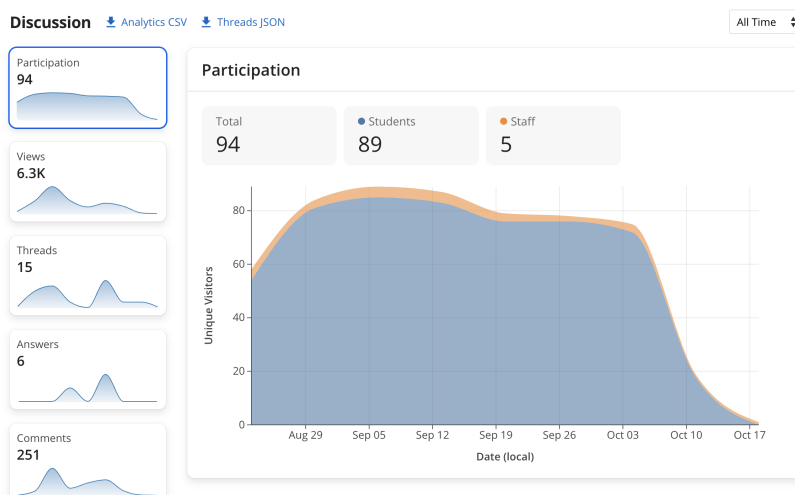 Discussion
Analytics CSV
Threads JSON
All Time
Participation
94
Views
6.3K
Threads
15
Answers
6
Comments
251
Participation
Total
94
Students
89
Staff
5
Unique Visitors
80
60
40
20
0
Aug 29 Sep 05 Sep 12 Sep 19 Sep 26 Oct 03 Oct 10 Oct 17
Date (local)